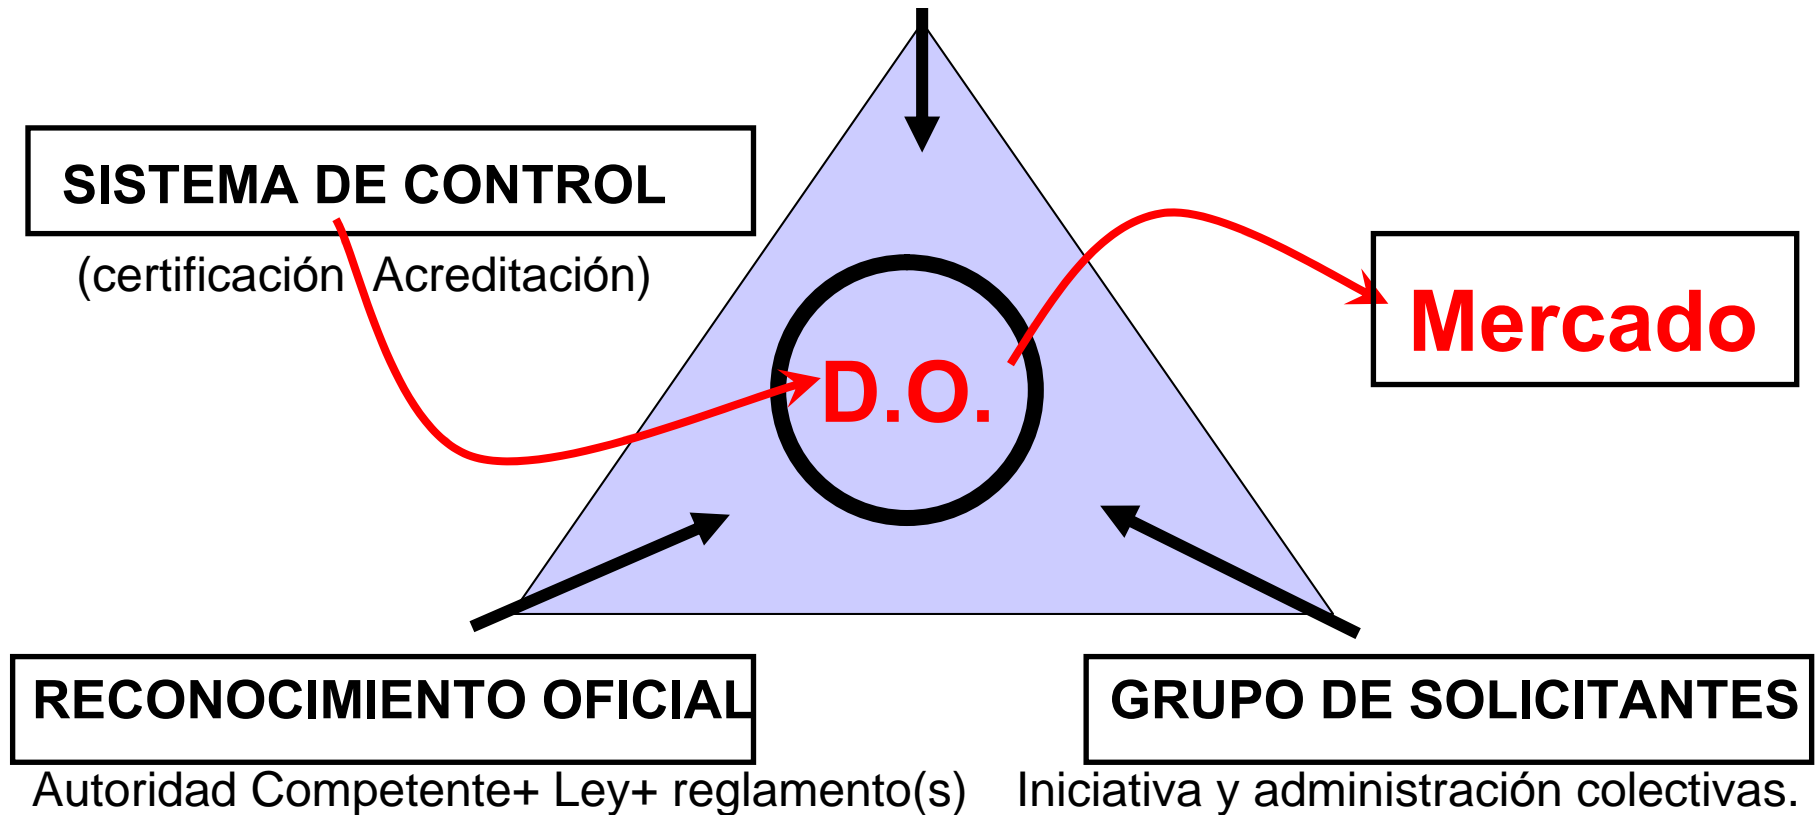 SISTEMA DE CONTROL
(certificación Acreditación)
Mercado
D.O.
RECONOCIMIENTO OFICIAL
GRUPO DE SOLICITANTES
Autoridad Competente+ Ley+ reglamento(s)
Iniciativa y administración colectivas.